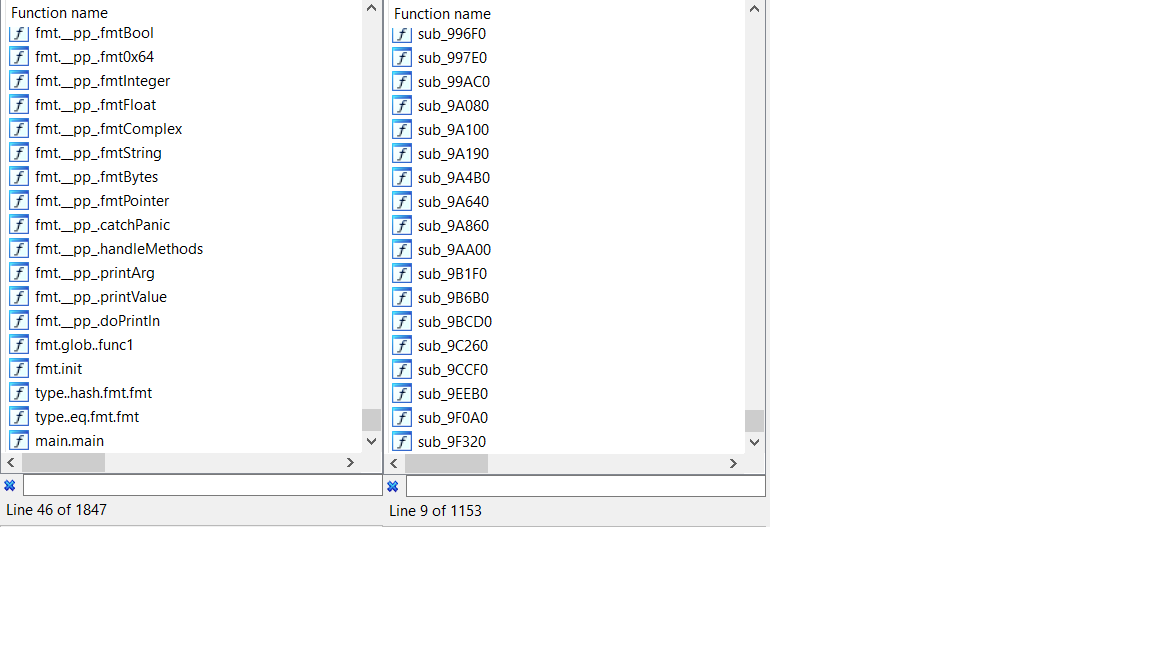 Function name
fmt.__pp_.fmtBool
fmt.__pp_.fmt0x64
fmt.__pp_.fmtInteger
fmt.__pp_.fmtFloat
fmt.__pp_.fmtComplex
fmt.__pp_.fmtString
fmt.__pp_.fmtBytes
fmt.__pp_.fmtPointer
fmt.__pp_.catchPanic
fmt.__pp_.handleMethods
fmt.__pp_.printArg
fmt.__pp_.printValue
fmt.__pp_.doPrintln
fmt.glob..func1
fmt.init
type..hash.fmt.fmt
type..eq.fmt.fmt
main.main
Line 46 of 1847
Function name
sub_996F0
sub_997E0
sub_99AC0
sub_9A080
sub_9A100
sub_9A190
sub_9A4B0
sub_9A640
sub_9A860
sub_9AA00
sub_9B1F0
sub_9B6B0
sub_9BCD0
sub_9C260
sub_9CCF0
sub_9EEB0
sub_9F0A0
sub_9F320
Line 9 of 1153